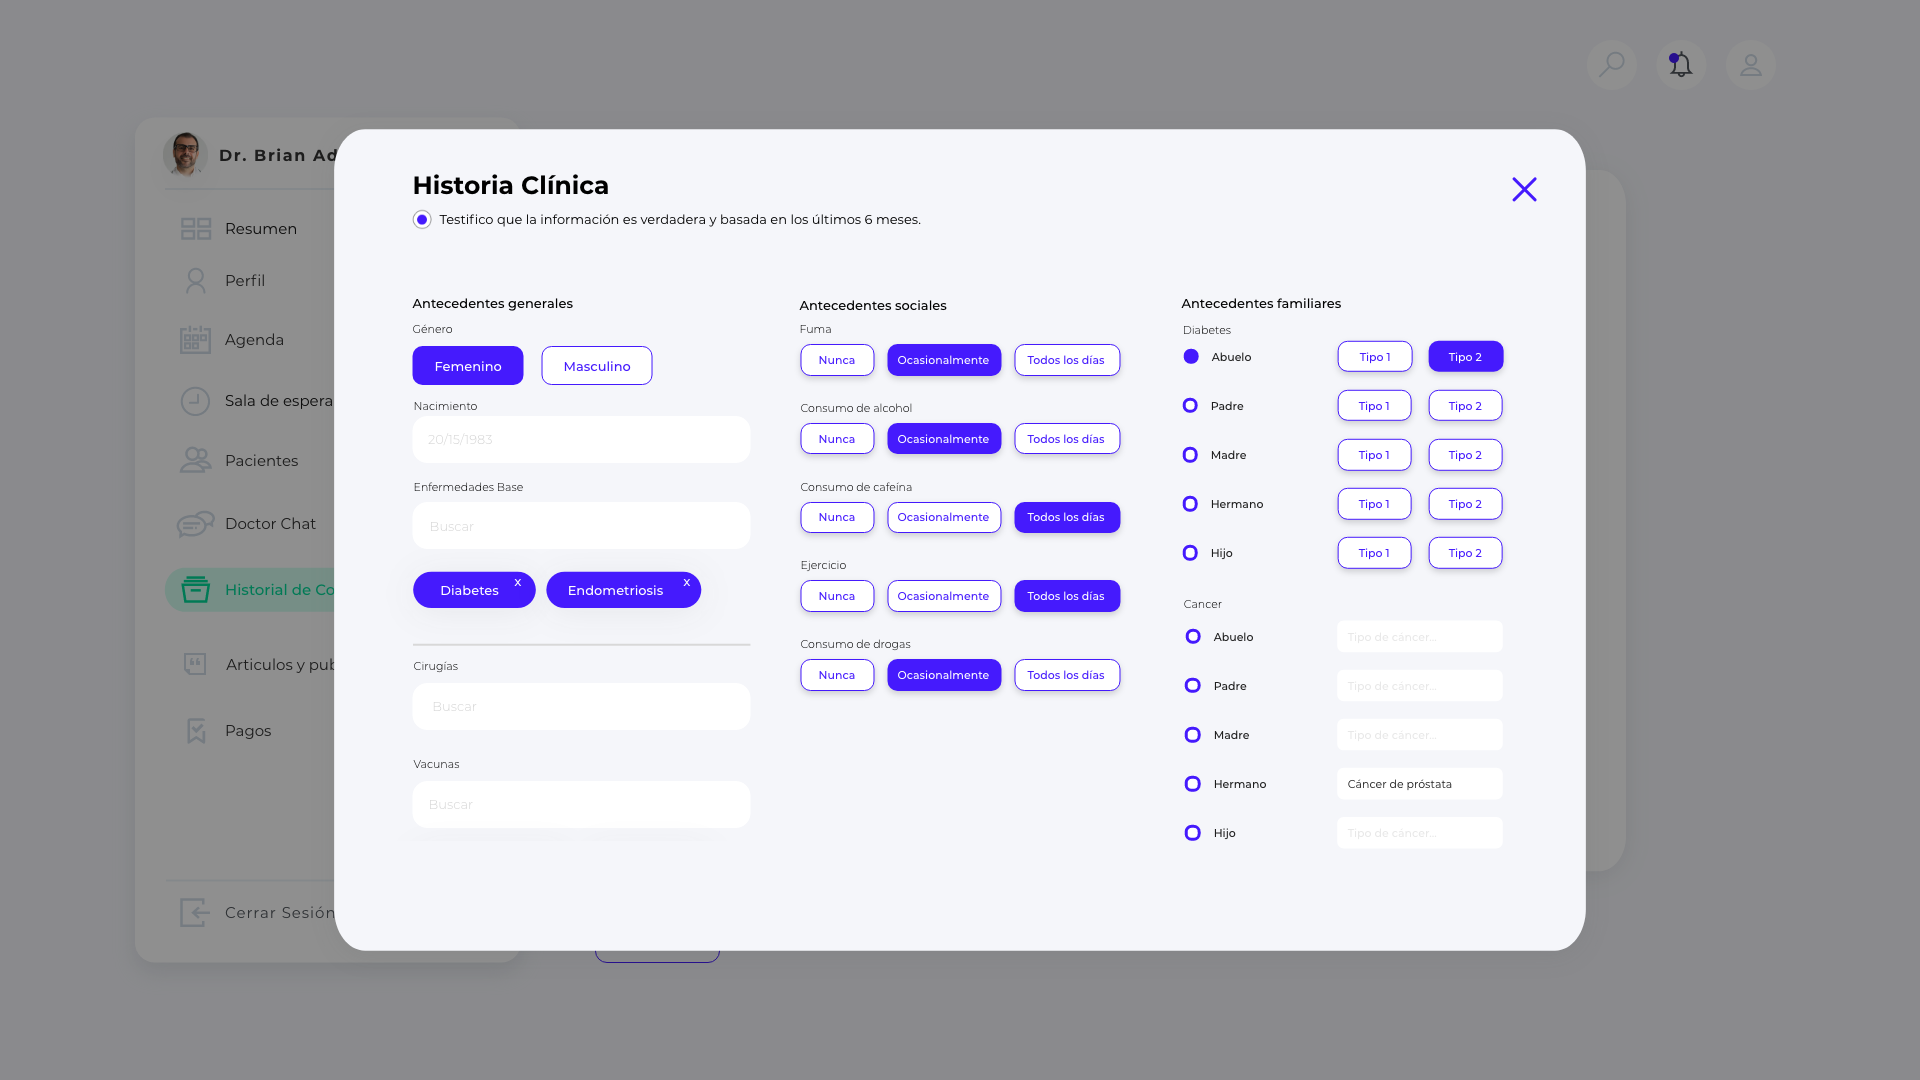 Dr. Brian Ad
Resumen
Perfil
Agenda
Sala de espera
Pacientes
Doctor Chat
Historial de Co
Articulos y pub
Pagos
Cerrar Sesión
Historia Clínica
Testifico que la información es verdadera y basada en los últimos 6 meses.
Antecedentes generales
Género
Femenino Masculino
Nacimiento
20/15/1983
Enfermedades Base
Buscar
Diabetes x Endometriosis x
Cirugías
Buscar
Vacunas
Buscar
Antecedentes sociales
Fuma
Nunca Ocasionalmente Todos los días
Consumo de alcohol
Nunca Ocasionalmente Todos los días
Consumo de cafeína
Nunca Ocasionalmente Todos los días
Ejercicio
Nunca Ocasionalmente Todos los días
Consumo de drogas
Nunca Ocasionalmente Todos los días
Antecedentes familiares
Diabetes
Abuelo Tipo 1 Tipo 2
Padre Tipo 1 Tipo 2
Madre Tipo 1 Tipo 2
Hermano Tipo 1 Tipo 2
Hijo Tipo 1 Tipo 2
Cancer
Abuelo Tipo de cáncer...
Padre Tipo de cáncer...
Madre Tipo de cáncer...
Hermano Cáncer de próstata
Hijo Tipo de cáncer...